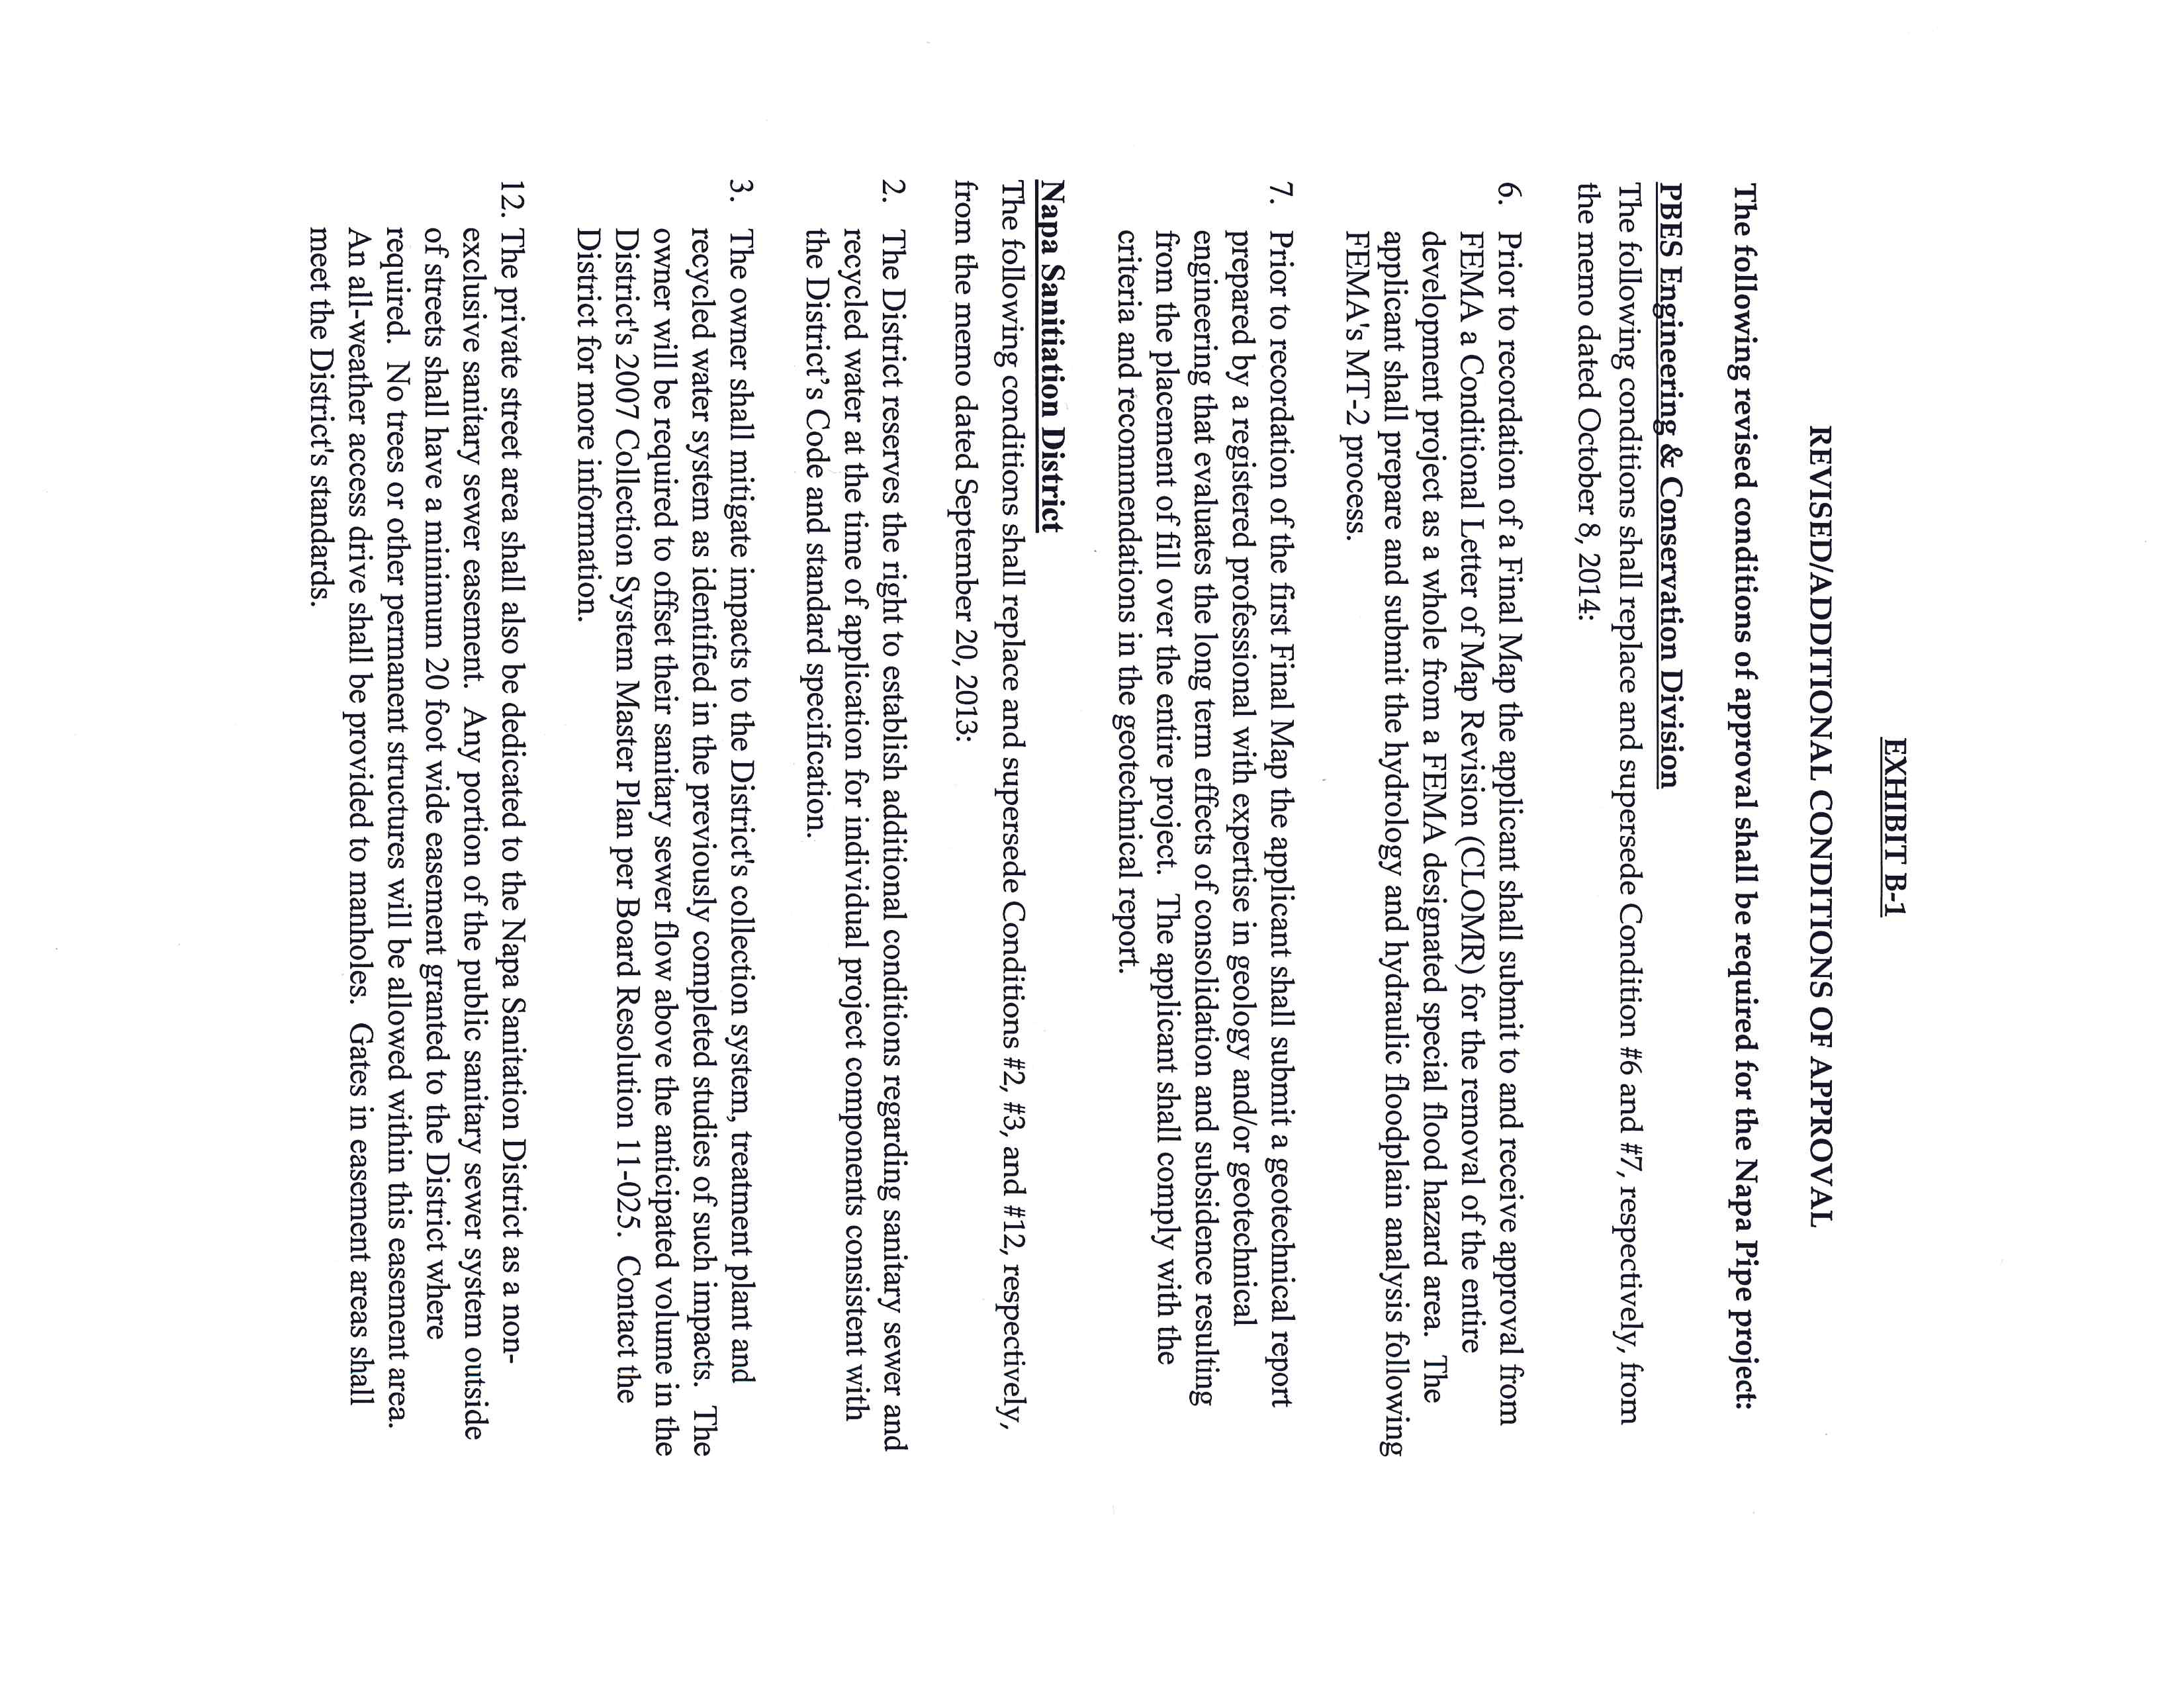 EXHIBIT B-1
REVISED/ADDITIONAL CONDITIONS OF APPROVAL
The following revised conditions of approval shall be required for the Napa Pipe project:
PBES Engineering & Conservation Division
The following conditions shall replace and supersede Condition #6 and #7, respectively, from
the memo dated October 8, 2014:
6. Prior to recordation of a Final Map the applicant shall submit to and receive approval from
FEMA a Conditional Letter of Map Revision (CLOMR) for the removal of the entire
development project as a whole from a FEMA designated special flood hazard area. The
applicant shall prepare and submit the hydrology and hydraulic floodplain analysis following
FEMA's MT-2 process.
7. Prior to recordation of the first Final Map the applicant shall submit a geotechnical report
prepared by a registered professional with expertise in geology and/or geotechnical
engineering that evaluates the long term effects of consolidation and subsidence resulting
from the placement of fill over the entire project. The applicant shall comply with the
criteria and recommendations in the geotechnical report.
Napa Sanitiation District
The following conditions shall replace and supersede Conditions #2, #3, and #12, respectively,
from the memo dated September 20, 2013:
2. The District reserves the right to establish additional conditions regarding sanitary sewer and
recycled water at the time of application for individual project components consistent with
the District's Code and standard specification.
3. The owner shall mitigate impacts to the District's collection system, treatment plant and
recycled water system as identified in the previously completed studies of such impacts. The
owner will be required to offset their sanitary sewer flow above the anticipated volume in the
District's 2007 Collection System Master Plan per Board Resolution 11-025. Contact the
District for more information.
12. The private street area shall also be dedicated to the Napa Sanitation District as a non-
exclusive sanitary sewer easement. Any portion of the public sanitary sewer system outside
of streets shall have a minimum 20 foot wide easement granted to the District where
required. No trees or other permanent structures will be allowed within this easement area.
An all-weather access drive shall be provided to manholes. Gates in easement areas shall
meet the District's standards.